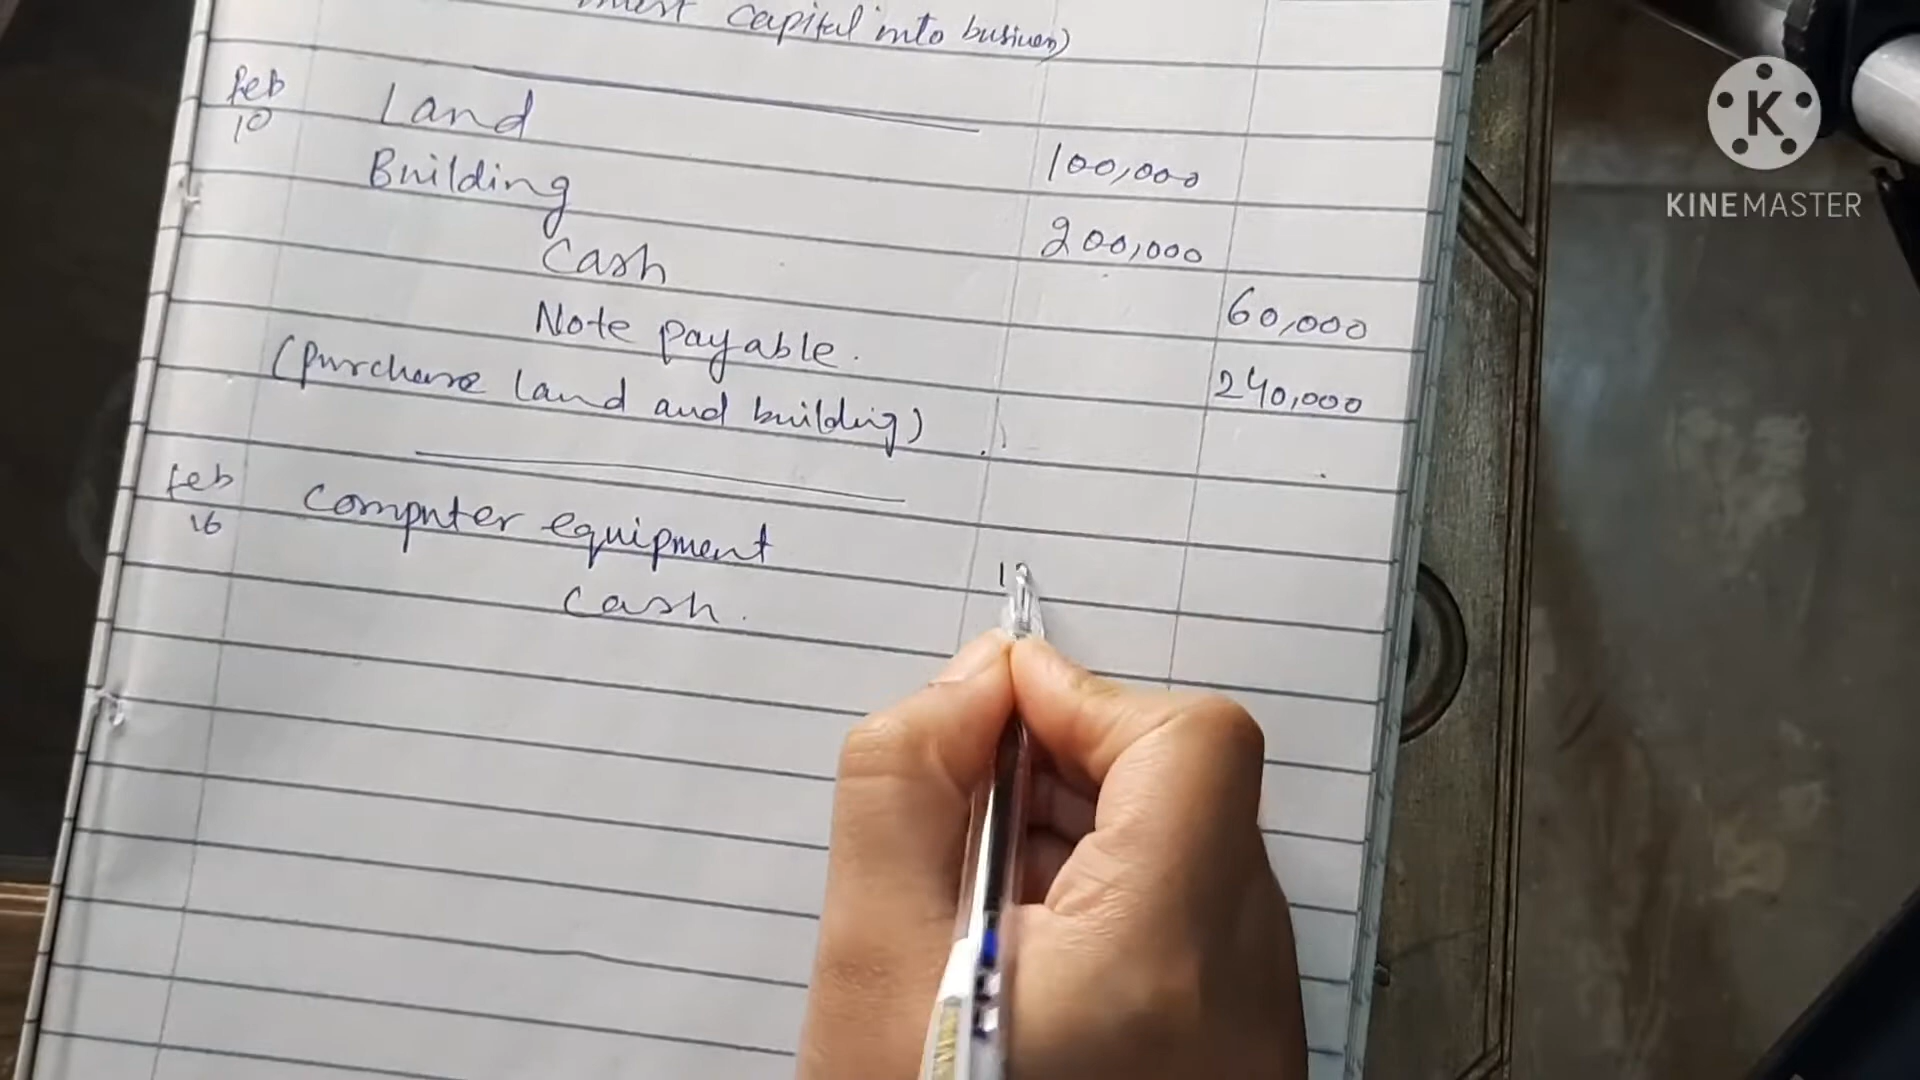 capital into business)
Feb
10
Land
100,000
Building
200,000
Cash
60,000
Note payable.
240,000
(purchase land and building)
Feb
16
Computer equipment
1
Cash.
K
KINEMASTER